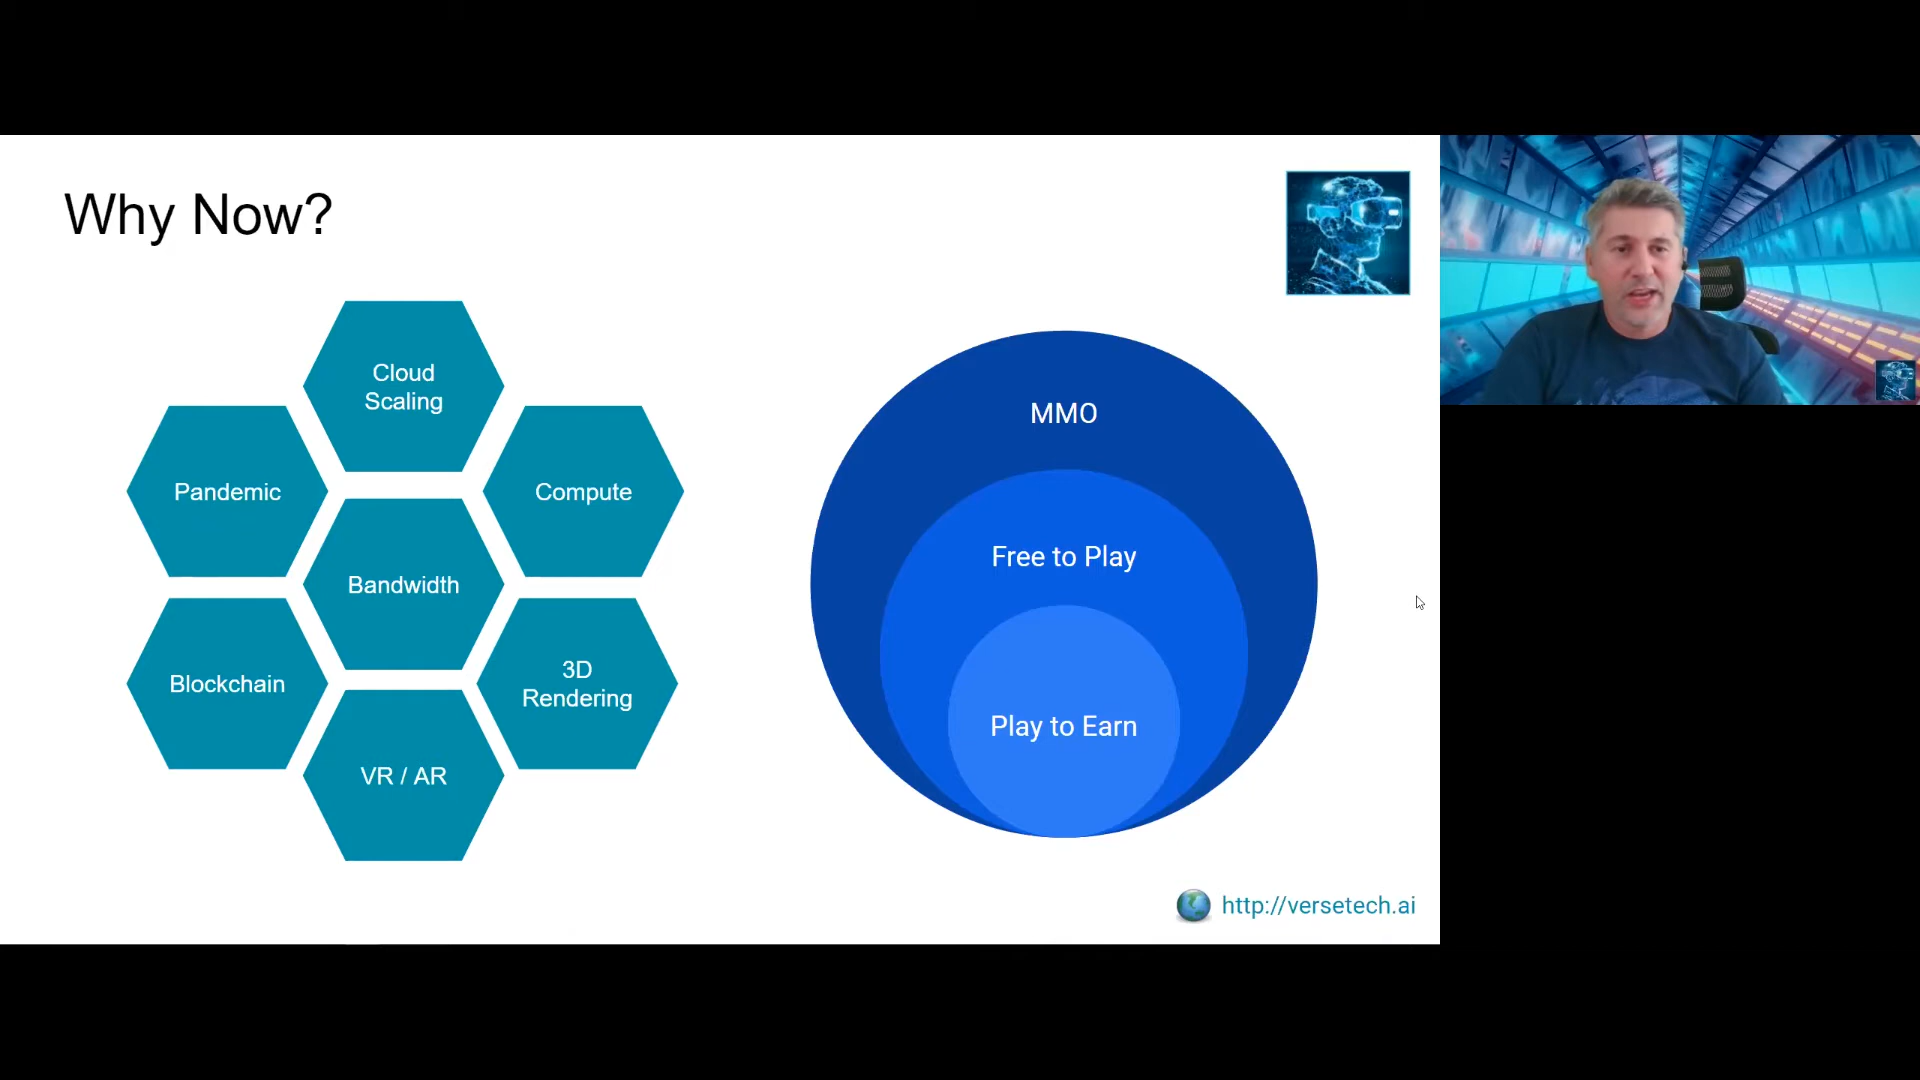 Why Now?
Cloud
Scaling
Pandemic
Compute
Bandwidth
Blockchain
3D
Rendering
VR / AR
MMO
Free to Play
Play to Earn
http://versetech.ai